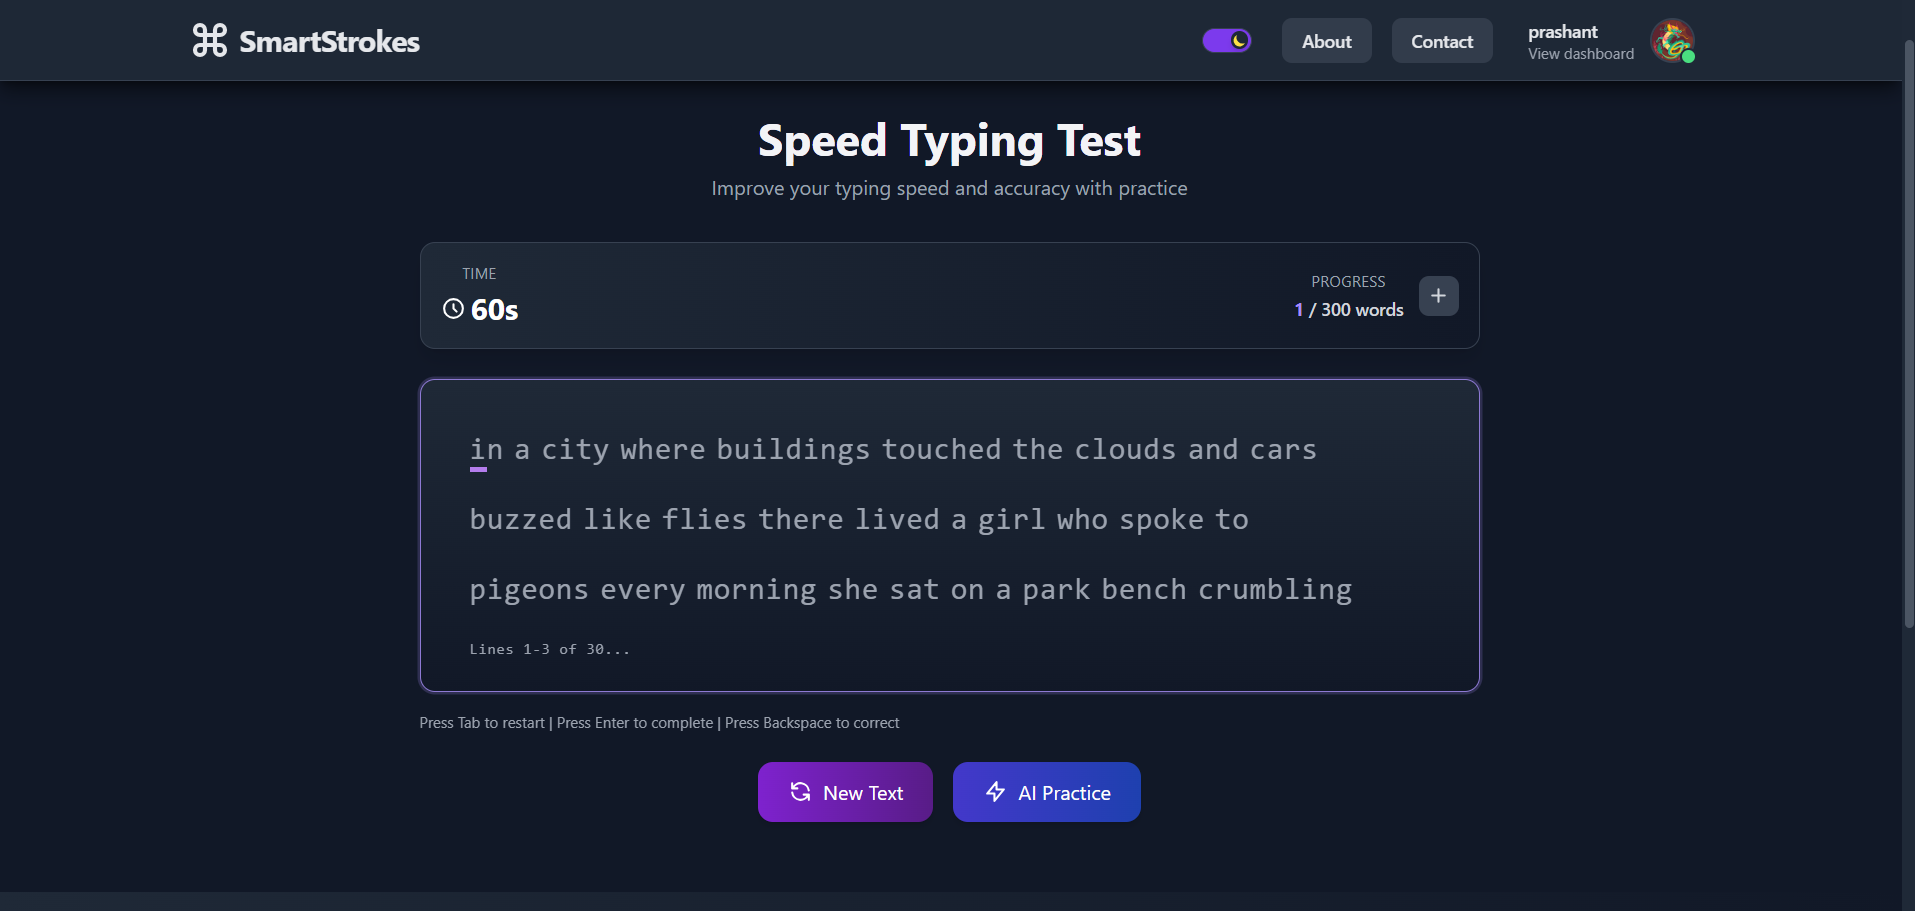 SmartStrokes
About
Contact
prashant
View dashboard
Speed Typing Test
Improve your typing speed and accuracy with practice
TIME
60s
PROGRESS
1 / 300 words
in a city where buildings touched the clouds and cars
buzzed like flies there lived a girl who spoke to
pigeons every morning she sat on a park bench crumbling
Lines 1-3 of 30...
Press Tab to restart | Press Enter to complete | Press Backspace to correct
New Text
AI Practice